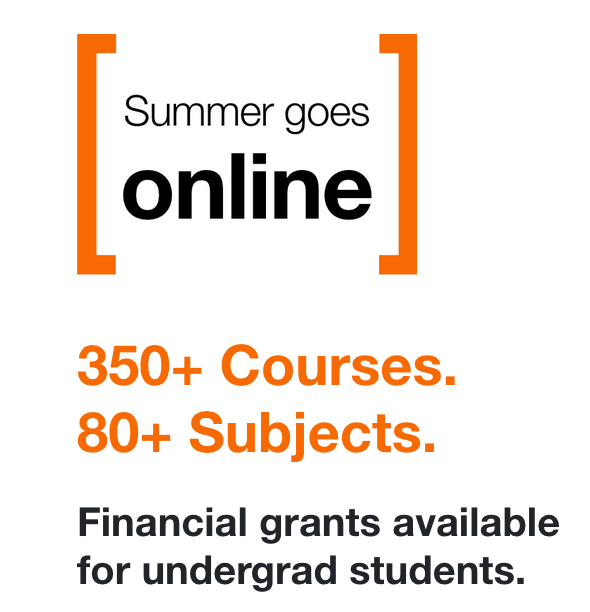 Summer goes
online
350+ Courses.
80+ Subjects.
Financial grants available
for undergrad students.